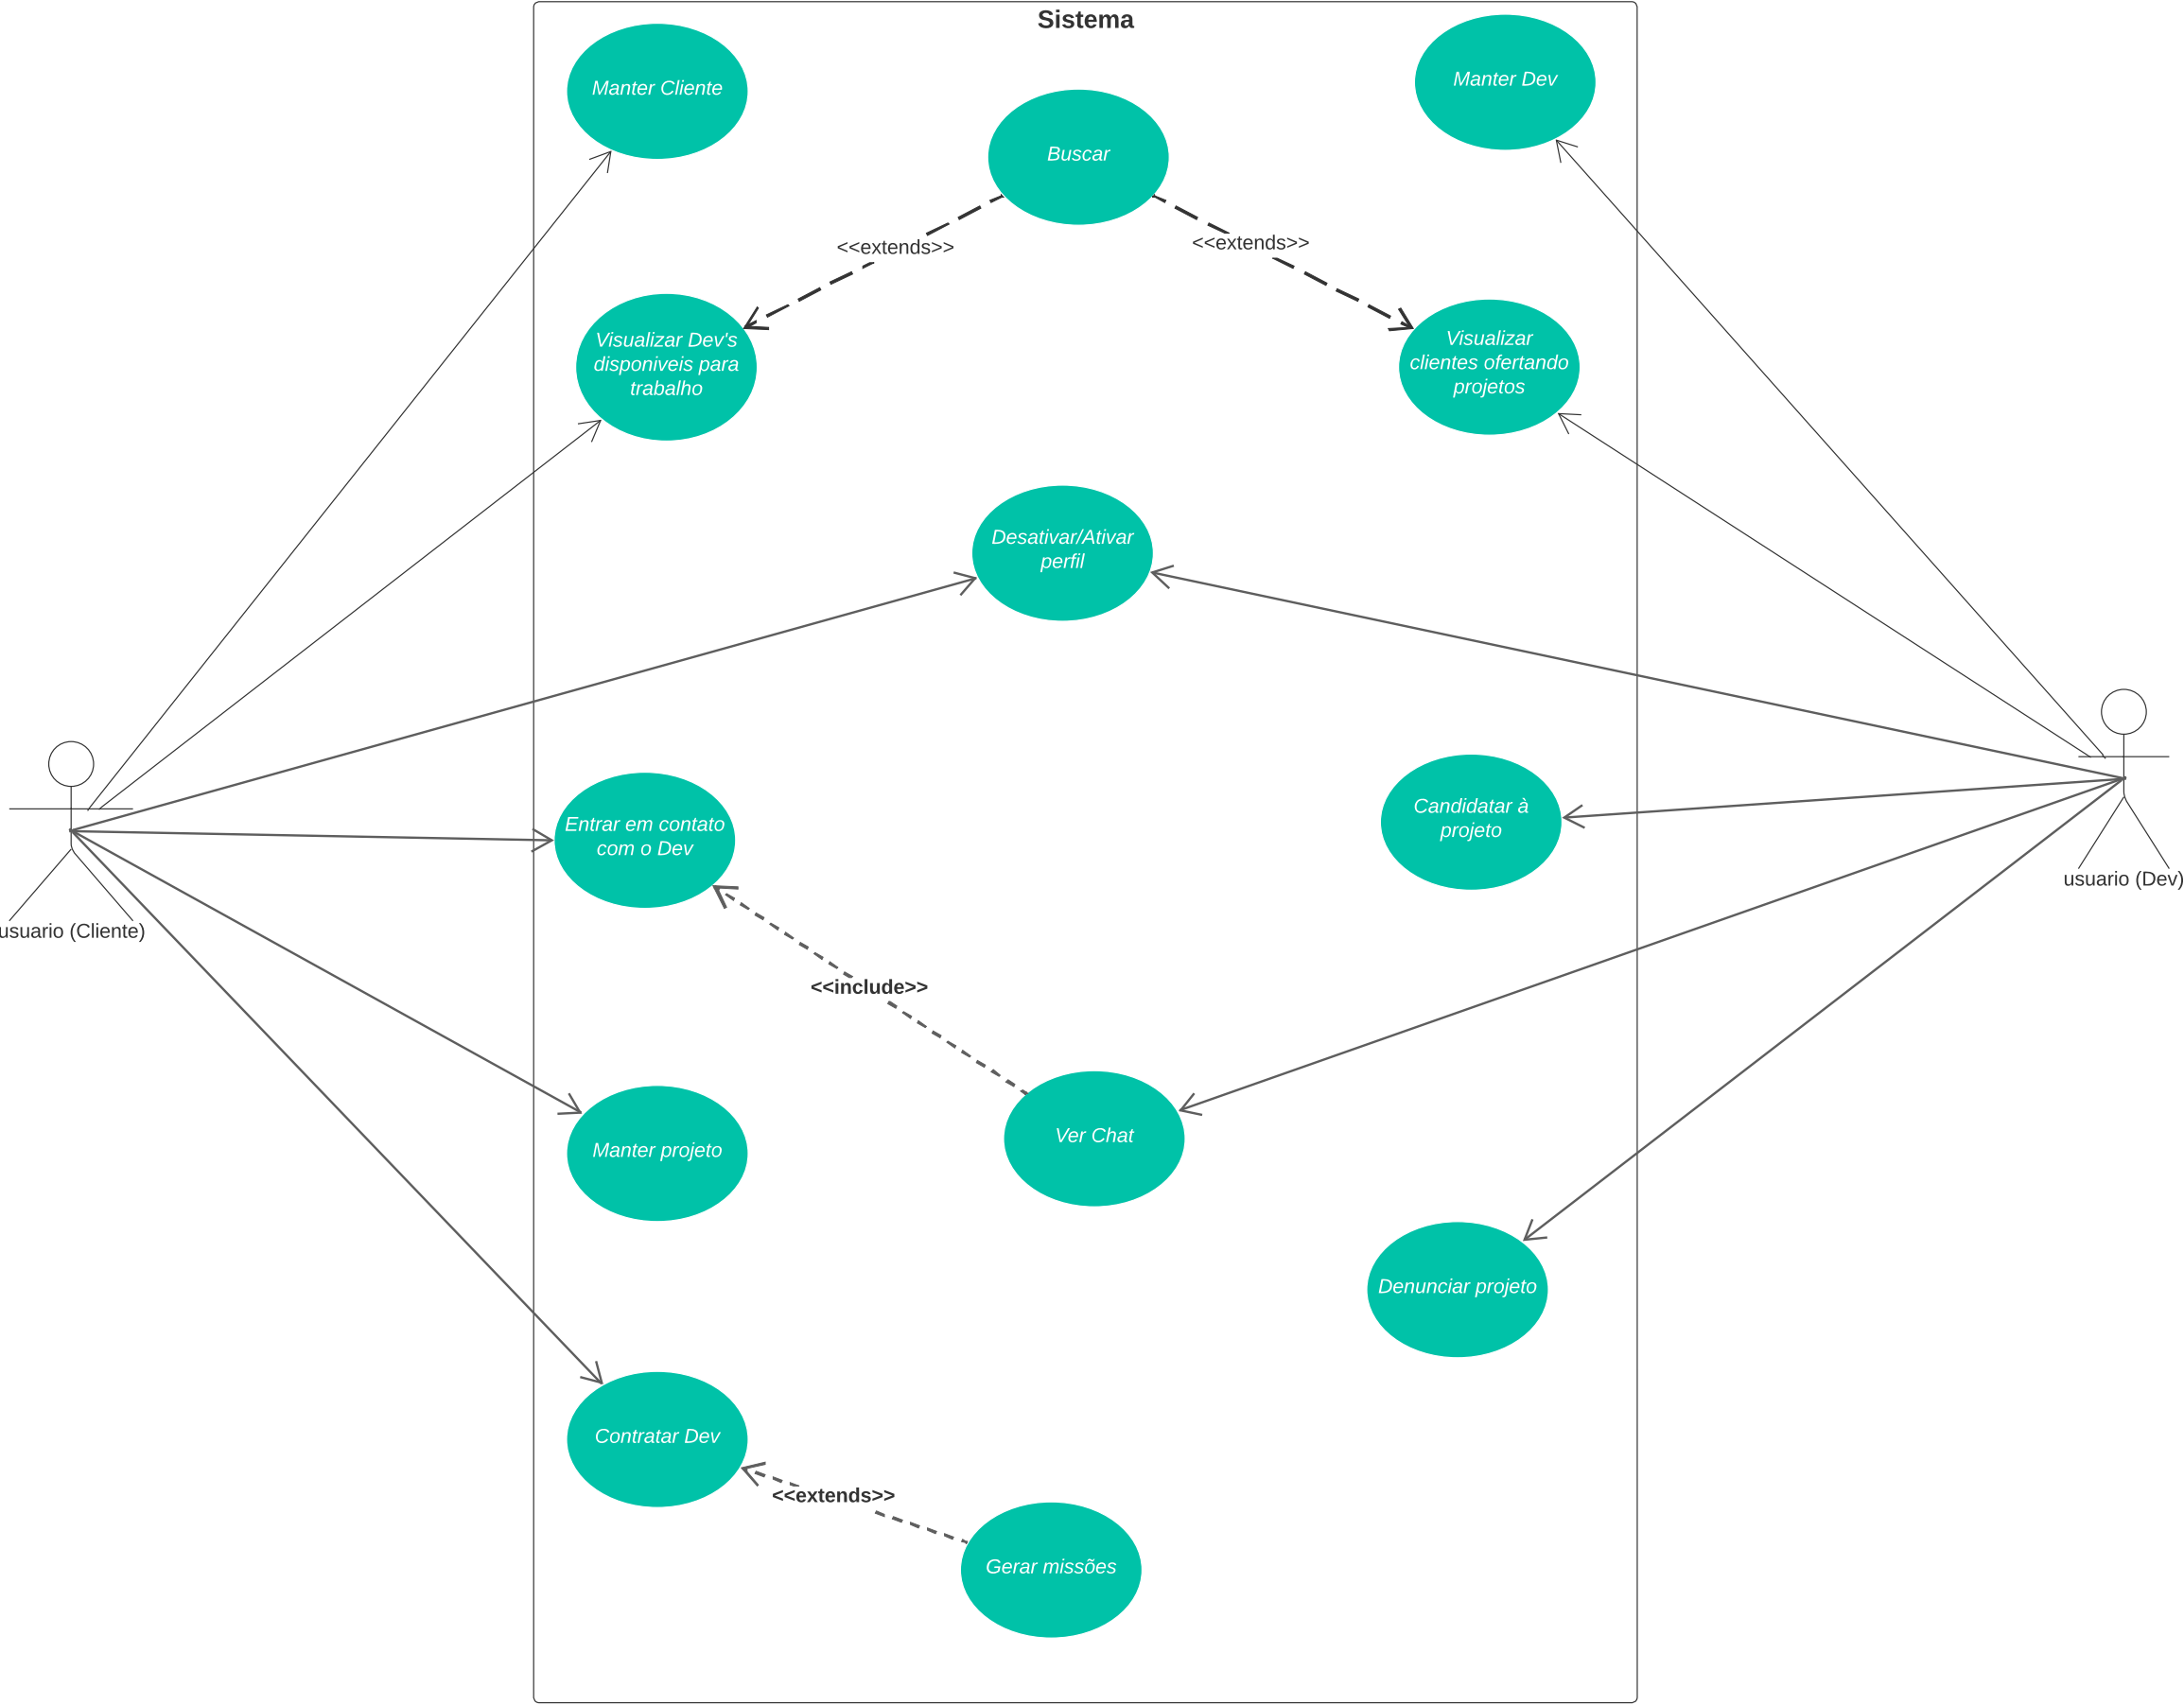 Sistema
Manter Cliente
Manter Dev
Buscar
<<extends>>
<<extends>>
Visualizar Dev's
disponiveis para
trabalho
Visualizar
clientes ofertando
projetos
Desativar/Ativar
perfil
Entrar em contato
com o Dev
Candidatar à
projeto
usuario (Cliente)
usuario (Dev)
<<include>>
Manter projeto
Ver Chat
Denunciar projeto
Contratar Dev
<<extends>>
Gerar missões